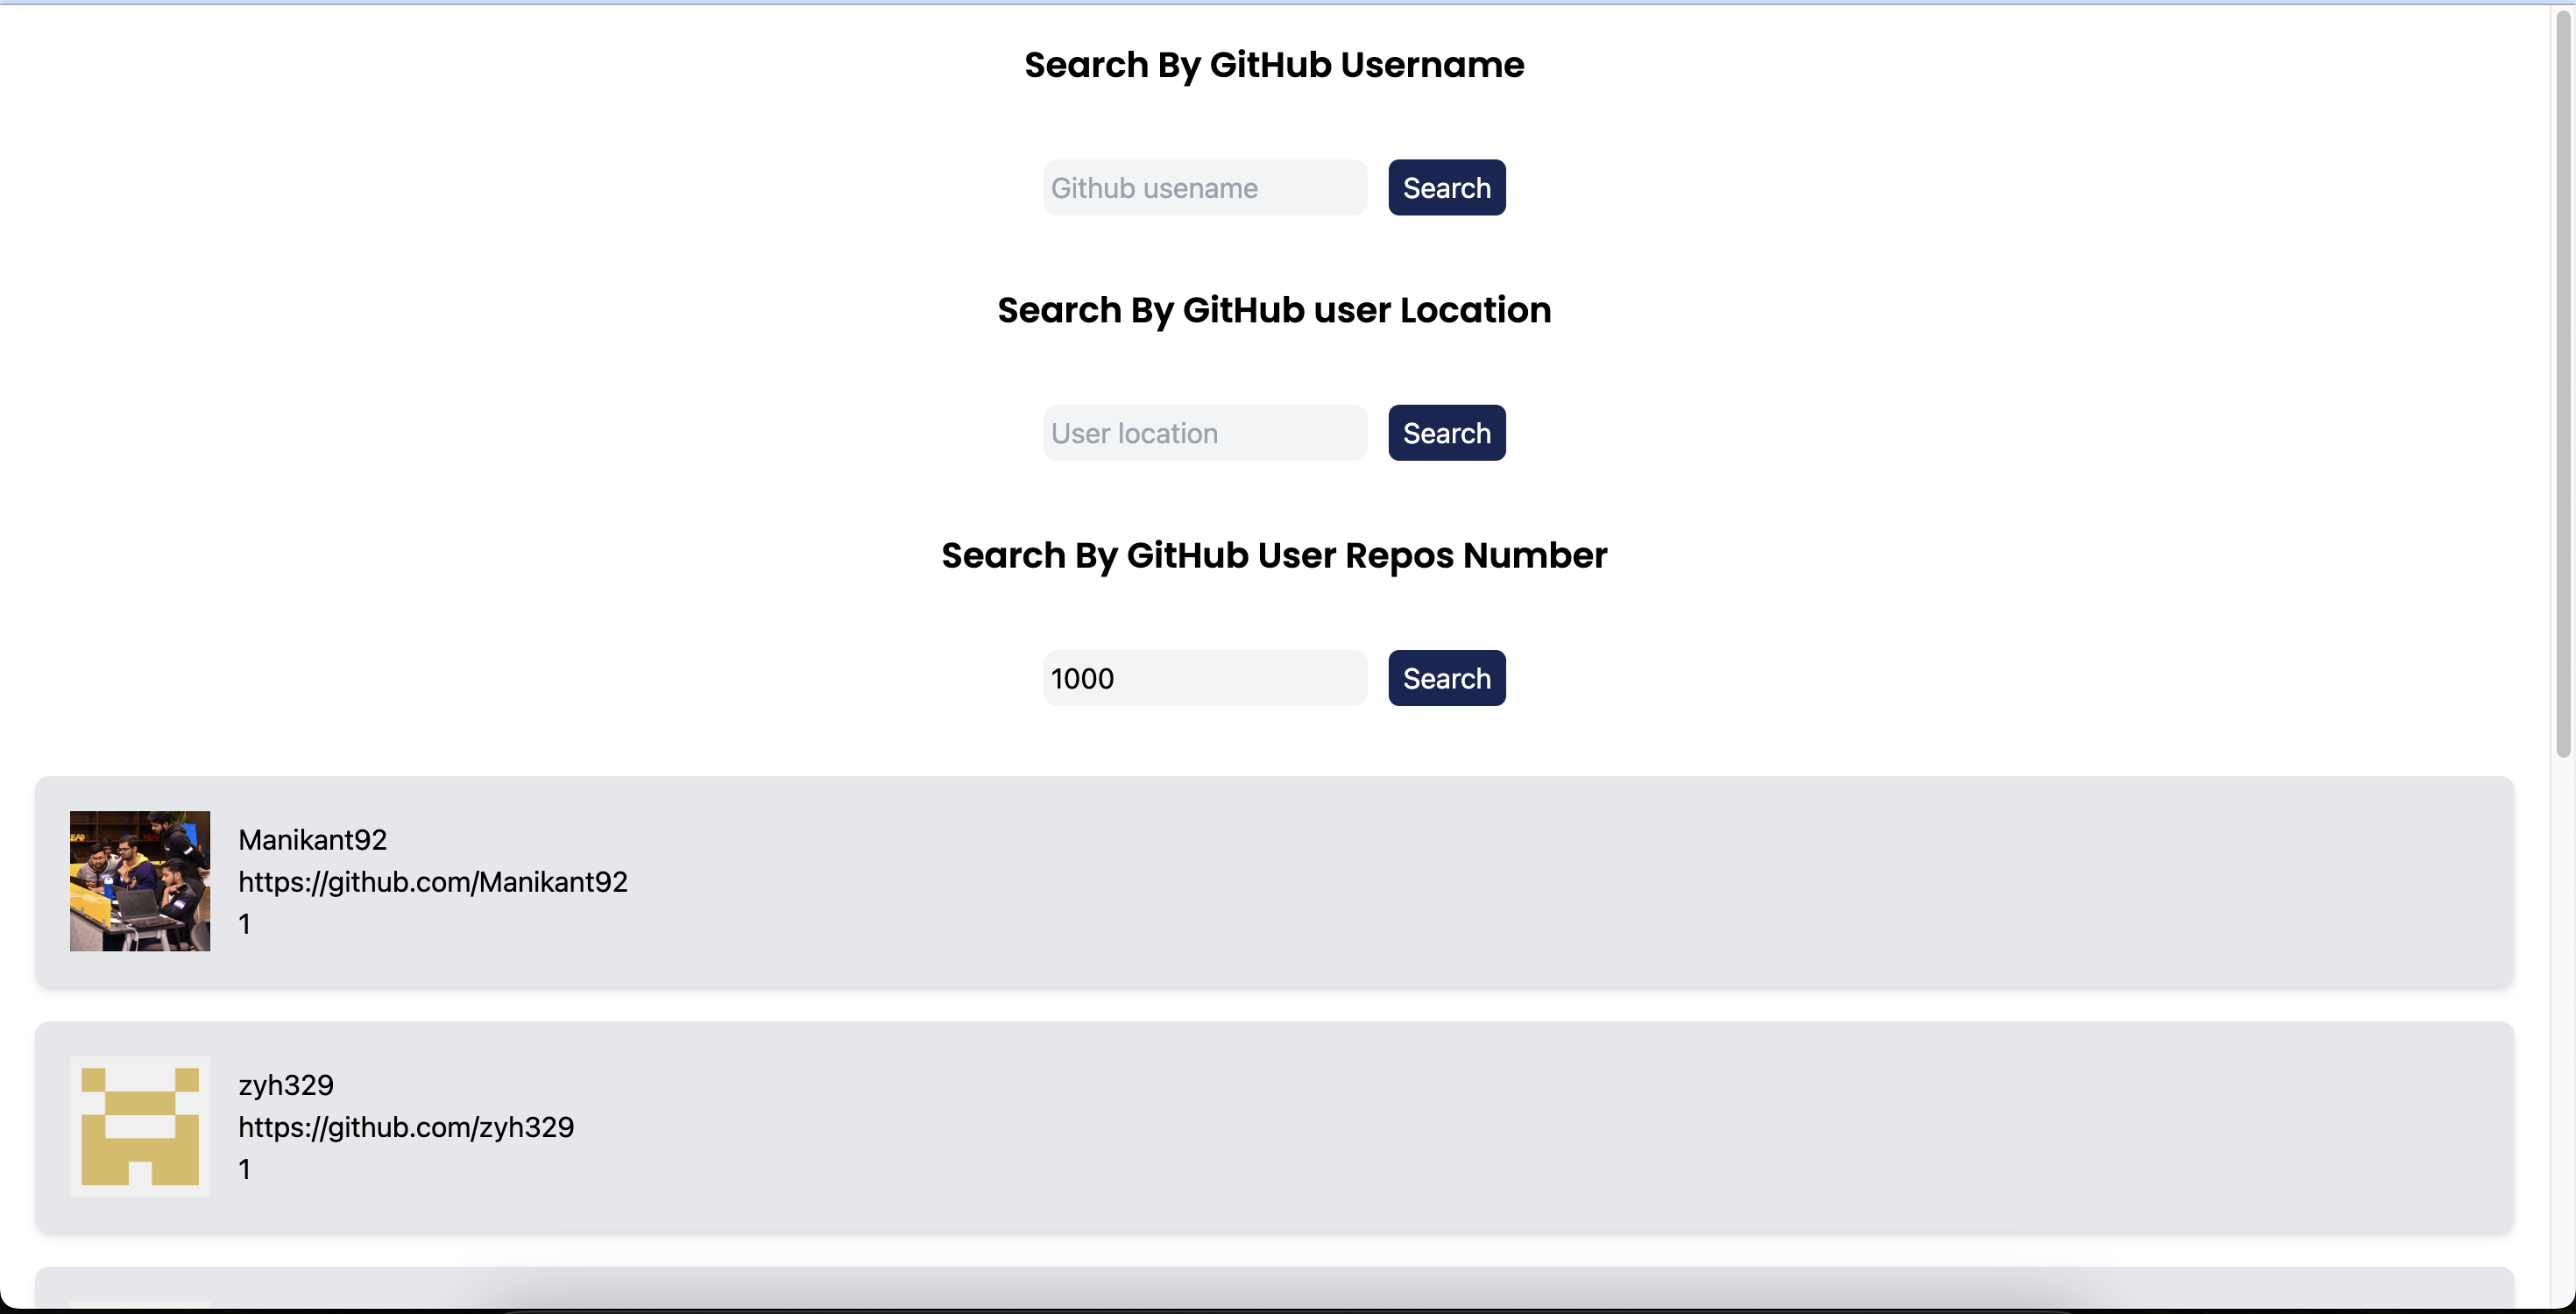 Search By GitHub Username
Github usename
Search
Search By GitHub user Location
User location
Search
Search By GitHub User Repos Number
1000
Search
Manikant92
https://github.com/Manikant92
1
zyh329
https://github.com/zyh329
1